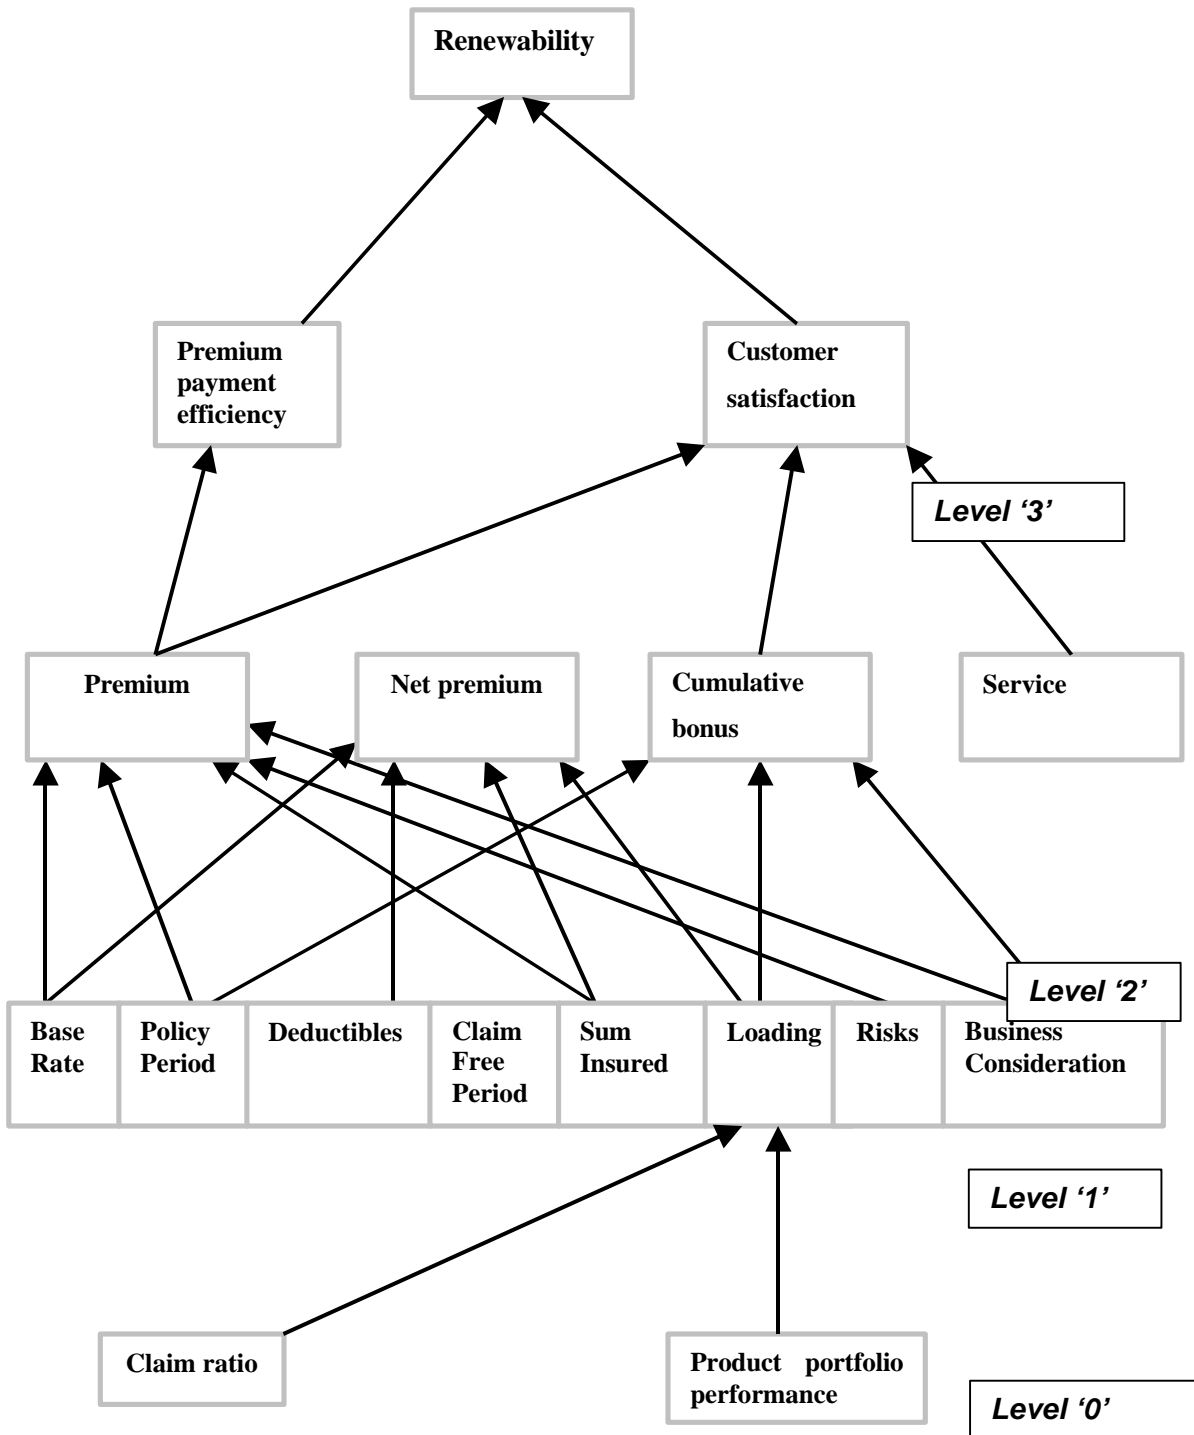 Renewability
Premium
payment
efficiency
Customer
satisfaction
Level ‘3’
Premium
Net premium
Cumulative
bonus
Service
Level ‘2’
Base
Rate
Policy
Period
Deductibles
Claim
Free
Period
Sum
Insured
Loading
Risks
Business
Consideration
Level ‘1’
Claim ratio
Product portfolio
performance
Level ‘0’